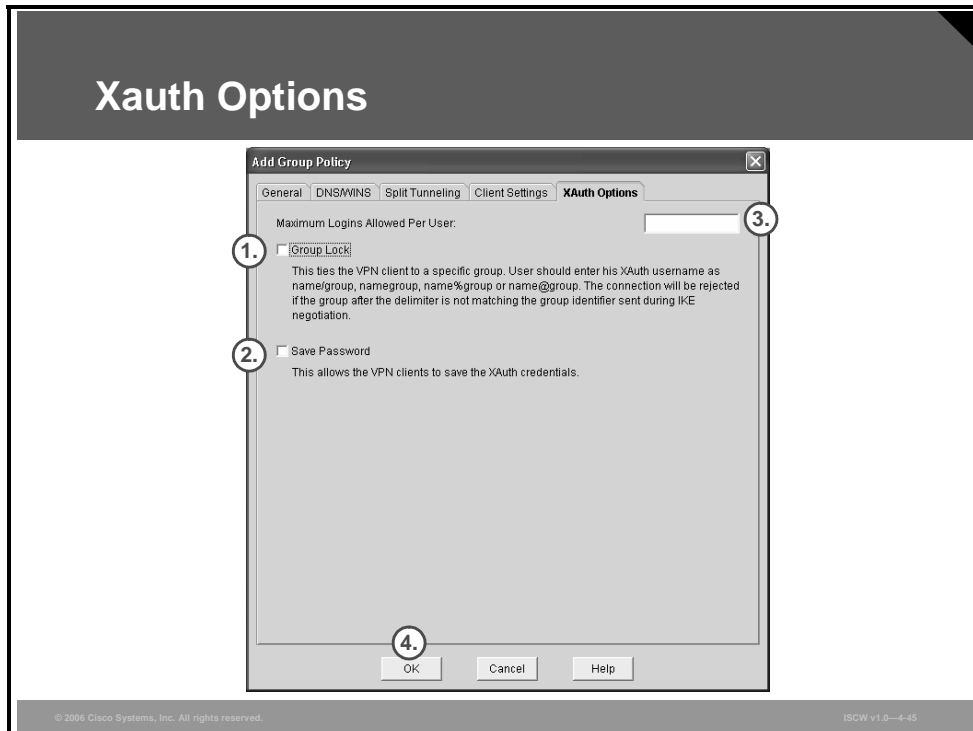 Xauth Options
Add Group Policy
General DNS/WINS Split Tunneling Client Settings XAuth Options
Maximum Logins Allowed Per User:
3.
1.
Group Lock
This ties the VPN client to a specific group. User should enter his XAuth username as
name/group, namegroup, name%group or name@group. The connection will be rejected
if the group after the delimiter is not matching the group identifier sent during IKE
negotiation.
2.
Save Password
This allows the VPN clients to save the XAuth credentials.
4.
OK Cancel Help
© 2006 Cisco Systems, Inc. All rights reserved. ISCW v1.0—4-45